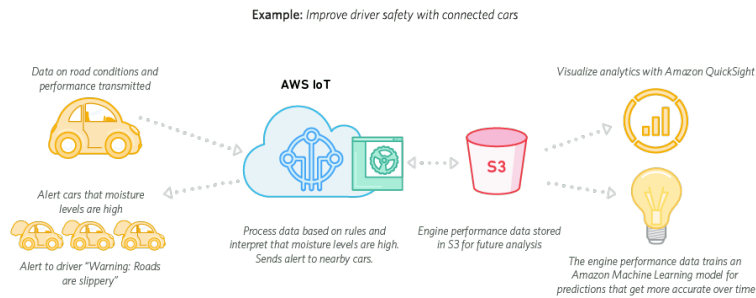 Example: Improve driver safety with connected cars
Data on road conditions and
performance transmitted
AWS IoT
Visualize analytics with Amazon QuickSight
S3
Alert cars that moisture
levels are high
Process data based on rules and
interpret that moisture levels are high.
Sends alert to nearby cars.
Engine performance data stored
in S3 for future analysis
Alert to driver “Warning: Roads
are slippery”
The engine performance data trains an
Amazon Machine Learning model for
predictions that get more accurate over time